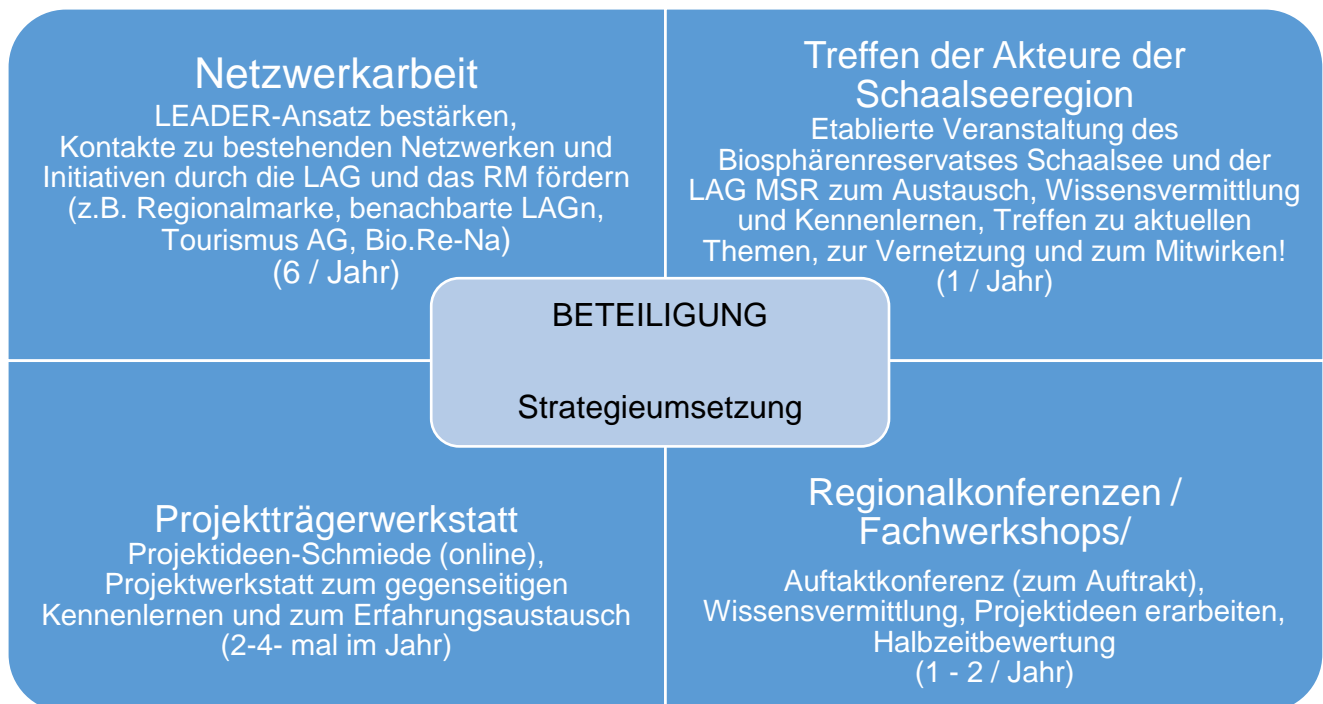 Netzwerkarbeit
LEADER-Ansatz bestärken,
Kontakte zu bestehenden Netzwerken und
Initiativen durch die LAG und das RM fördern
(z.B. Regionalmarke, benachbarte LAGn,
Tourismus AG, Bio.Re-Na)
(6 / Jahr)
Treffen der Akteure der
Schaalseeregion
Etablierte Veranstaltung des
Biosphärenreservatses Schaalsee und der
LAG MSR zum Austausch, Wissensvermittlung
und Kennenlernen, Treffen zu aktuellen
Themen, zur Vernetzung und zum Mitwirken!
(1 / Jahr)
BETEILIGUNG
Strategieumsetzung
Projektträgerwerkstatt
Projektideen-Schmiede (online),
Projektwerkstatt zum gegenseitigen
Kennenlernen und zum Erfahrungsaustausch
(2-4- mal im Jahr)
Regionalkonferenzen /
Fachwerkshops/
Auftaktkonferenz (zum Auftrakt),
Wissensvermittlung, Projektideen erarbeiten,
Halbzeitbewertung
(1 - 2 / Jahr)